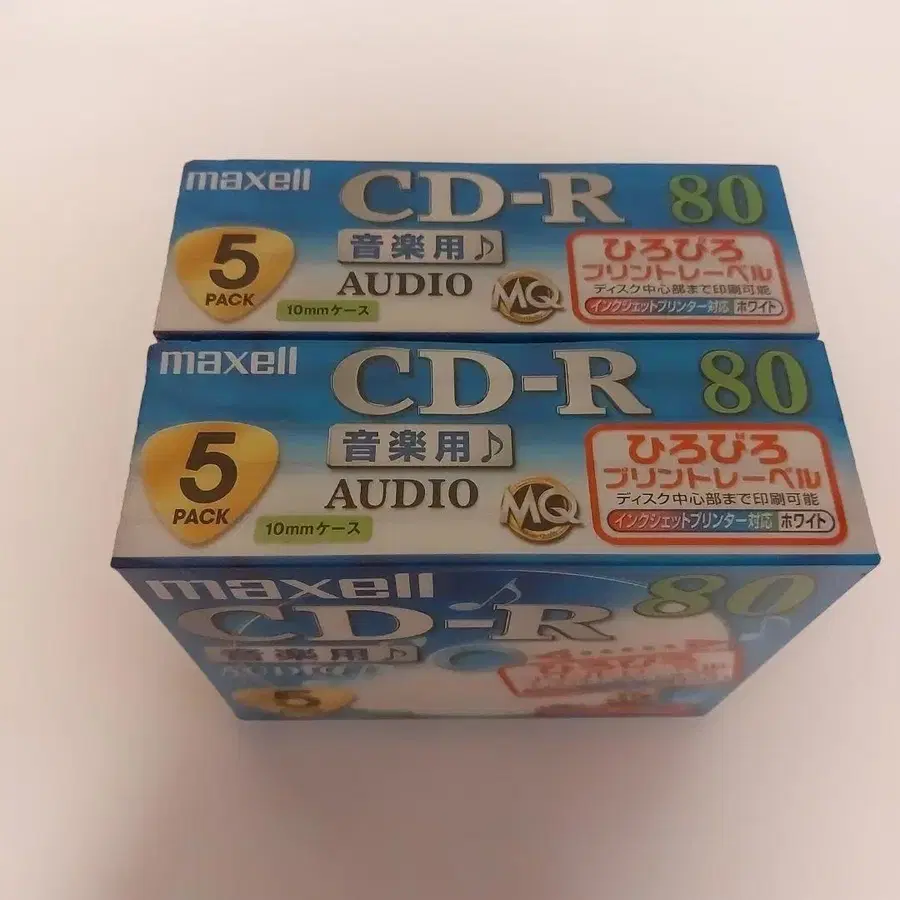 maxell CD-R 80
5 PACK
音楽用♪
AUDIO
10mmケース
MQ
ひろびろ
プリントレーベル
ディスク中心部まで印刷可能
インクジェットプリンター対応 ホワイト
maxell CD-R 80
5 PACK
音楽用♪
AUDIO
10mmケース
MQ
ひろびろ
プリントレーベル
ディスク中心部まで印刷可能
インクジェットプリンター対応 ホワイト
maxell 80
CD-R
音楽用♪
AUDIO
ひろびろ
5